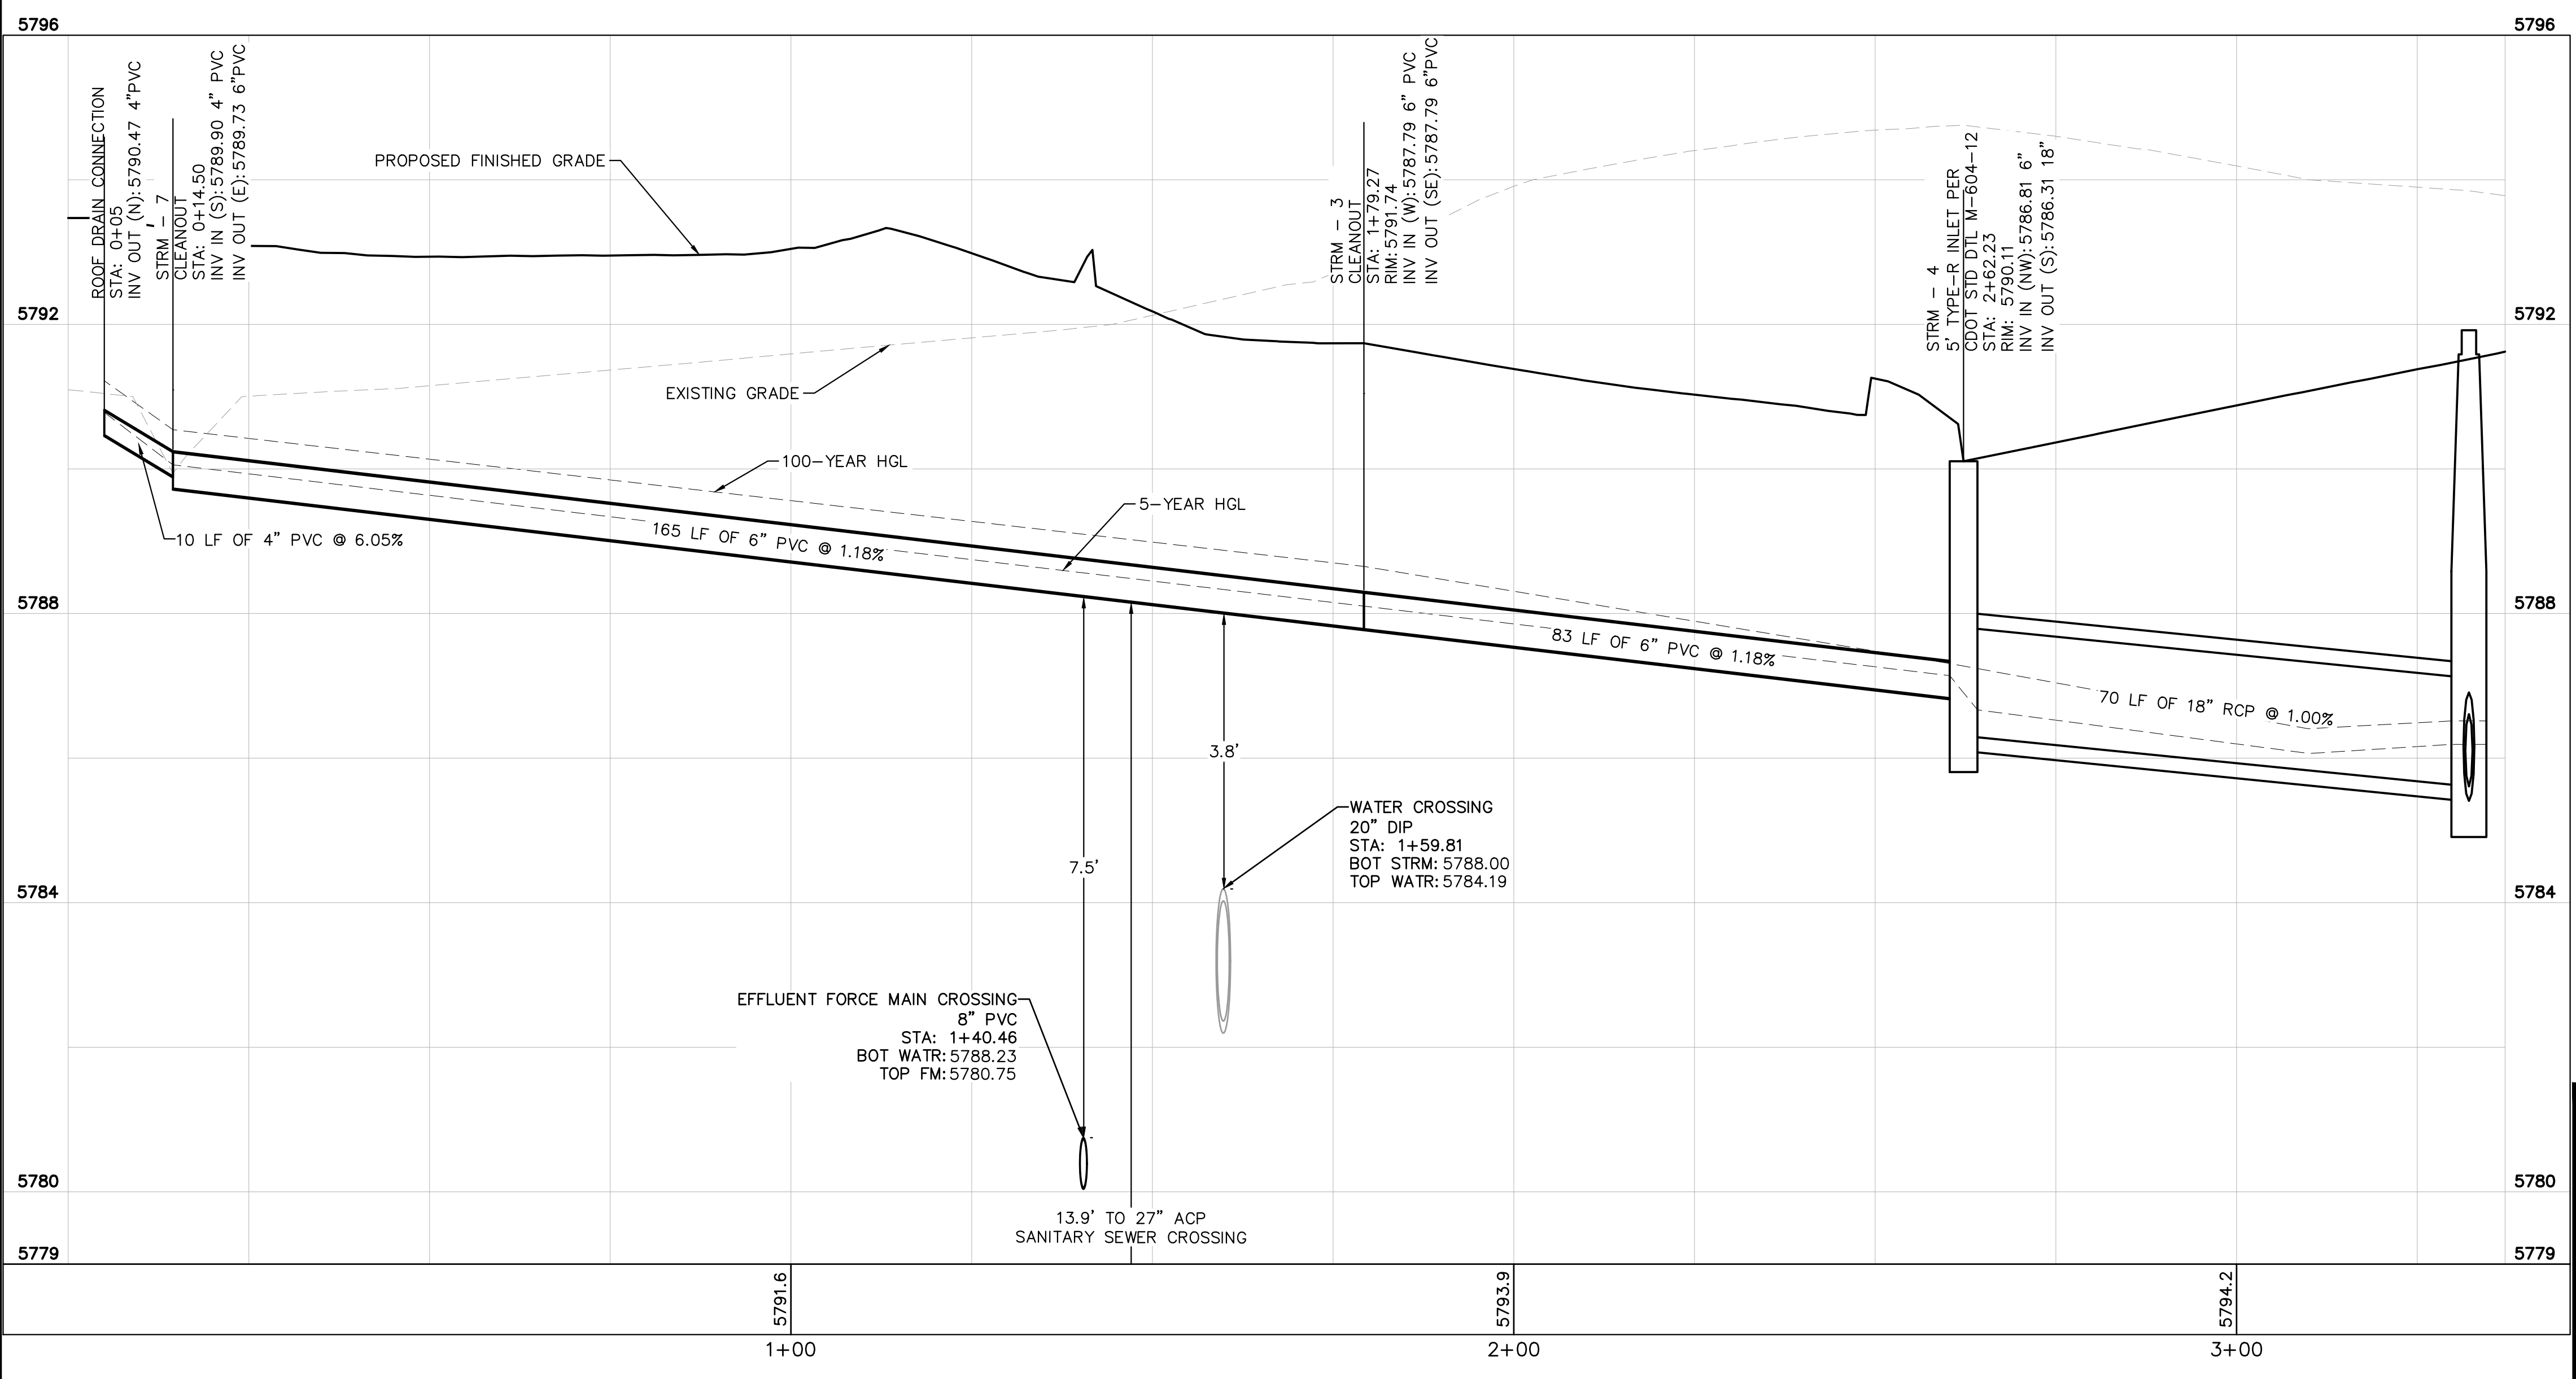 5796
5796
ROOF DRAIN CONNECTION
STA: 0+05
INV OUT (N): 5790.47 4"PVC
STRM – 7
CLEANOUT
STA: 0+14.50
INV IN (S): 5789.90 4" PVC
INV OUT (E): 5789.73 6"PVC
PROPOSED FINISHED GRADE
STRM – 3
CLEANOUT
STA: 1+79.27
RIM: 5791.74
INV IN (W): 5787.79 6" PVC
INV OUT (SE): 5787.79 6"PVC
STRM – 4
5' TYPE–R INLET PER
CDOT STD DTL M–604–12
STA: 2+62.23
RIM: 5790.11
INV IN (NW): 5786.81 6"
INV OUT (S): 5786.31 18"
5792
5792
EXISTING GRADE
100–YEAR HGL
5–YEAR HGL
10 LF OF 4" PVC @ 6.05%
165 LF OF 6" PVC @ 1.18%
5788
5788
83 LF OF 6" PVC @ 1.18%
70 LF OF 18" RCP @ 1.00%
3.8'
WATER CROSSING
20" DIP
STA: 1+59.81
BOT STRM: 5788.00
TOP WATR: 5784.19
7.5'
5784
5784
EFFLUENT FORCE MAIN CROSSING
8" PVC
STA: 1+40.46
BOT WATR: 5788.23
TOP FM: 5780.75
5780
5780
13.9' TO 27" ACP
SANITARY SEWER CROSSING
5779
5779
5791.6
5793.9
5794.2
1+00
2+00
3+00